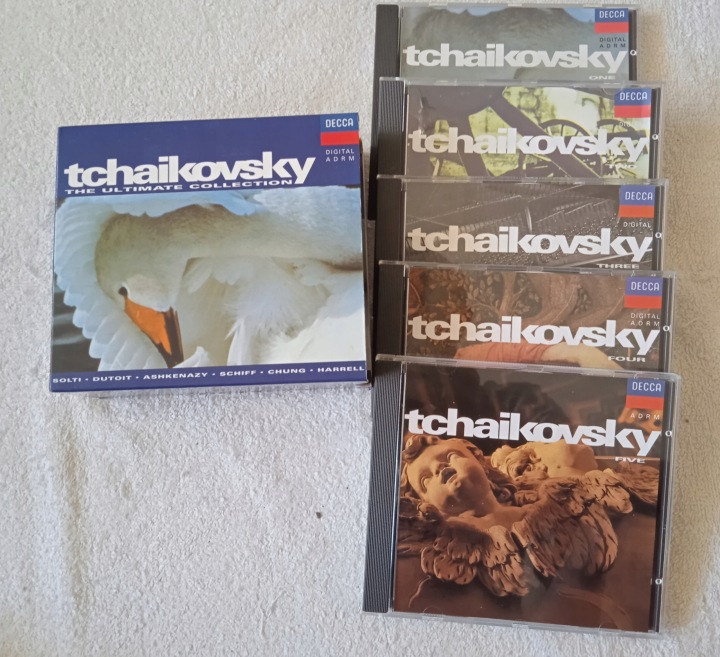 DECCA
DIGITAL
ADRM
tchaikovsky
THE ULTIMATE COLLECTION
SOLTI • DUTOIT • ASHKENAZY • SCHIFF • CHUNG • HARRELL
DECCA
DIGITAL
ADRM
tchaikovsky
ONE
DECCA
tchaikovsky
DECCA
DIGITAL
tchaikovsky
THREE
DECCA
DIGITAL
ADRM
tchaikovsky
FOUR
DECCA
ADRM
tchaikovsky
FIVE